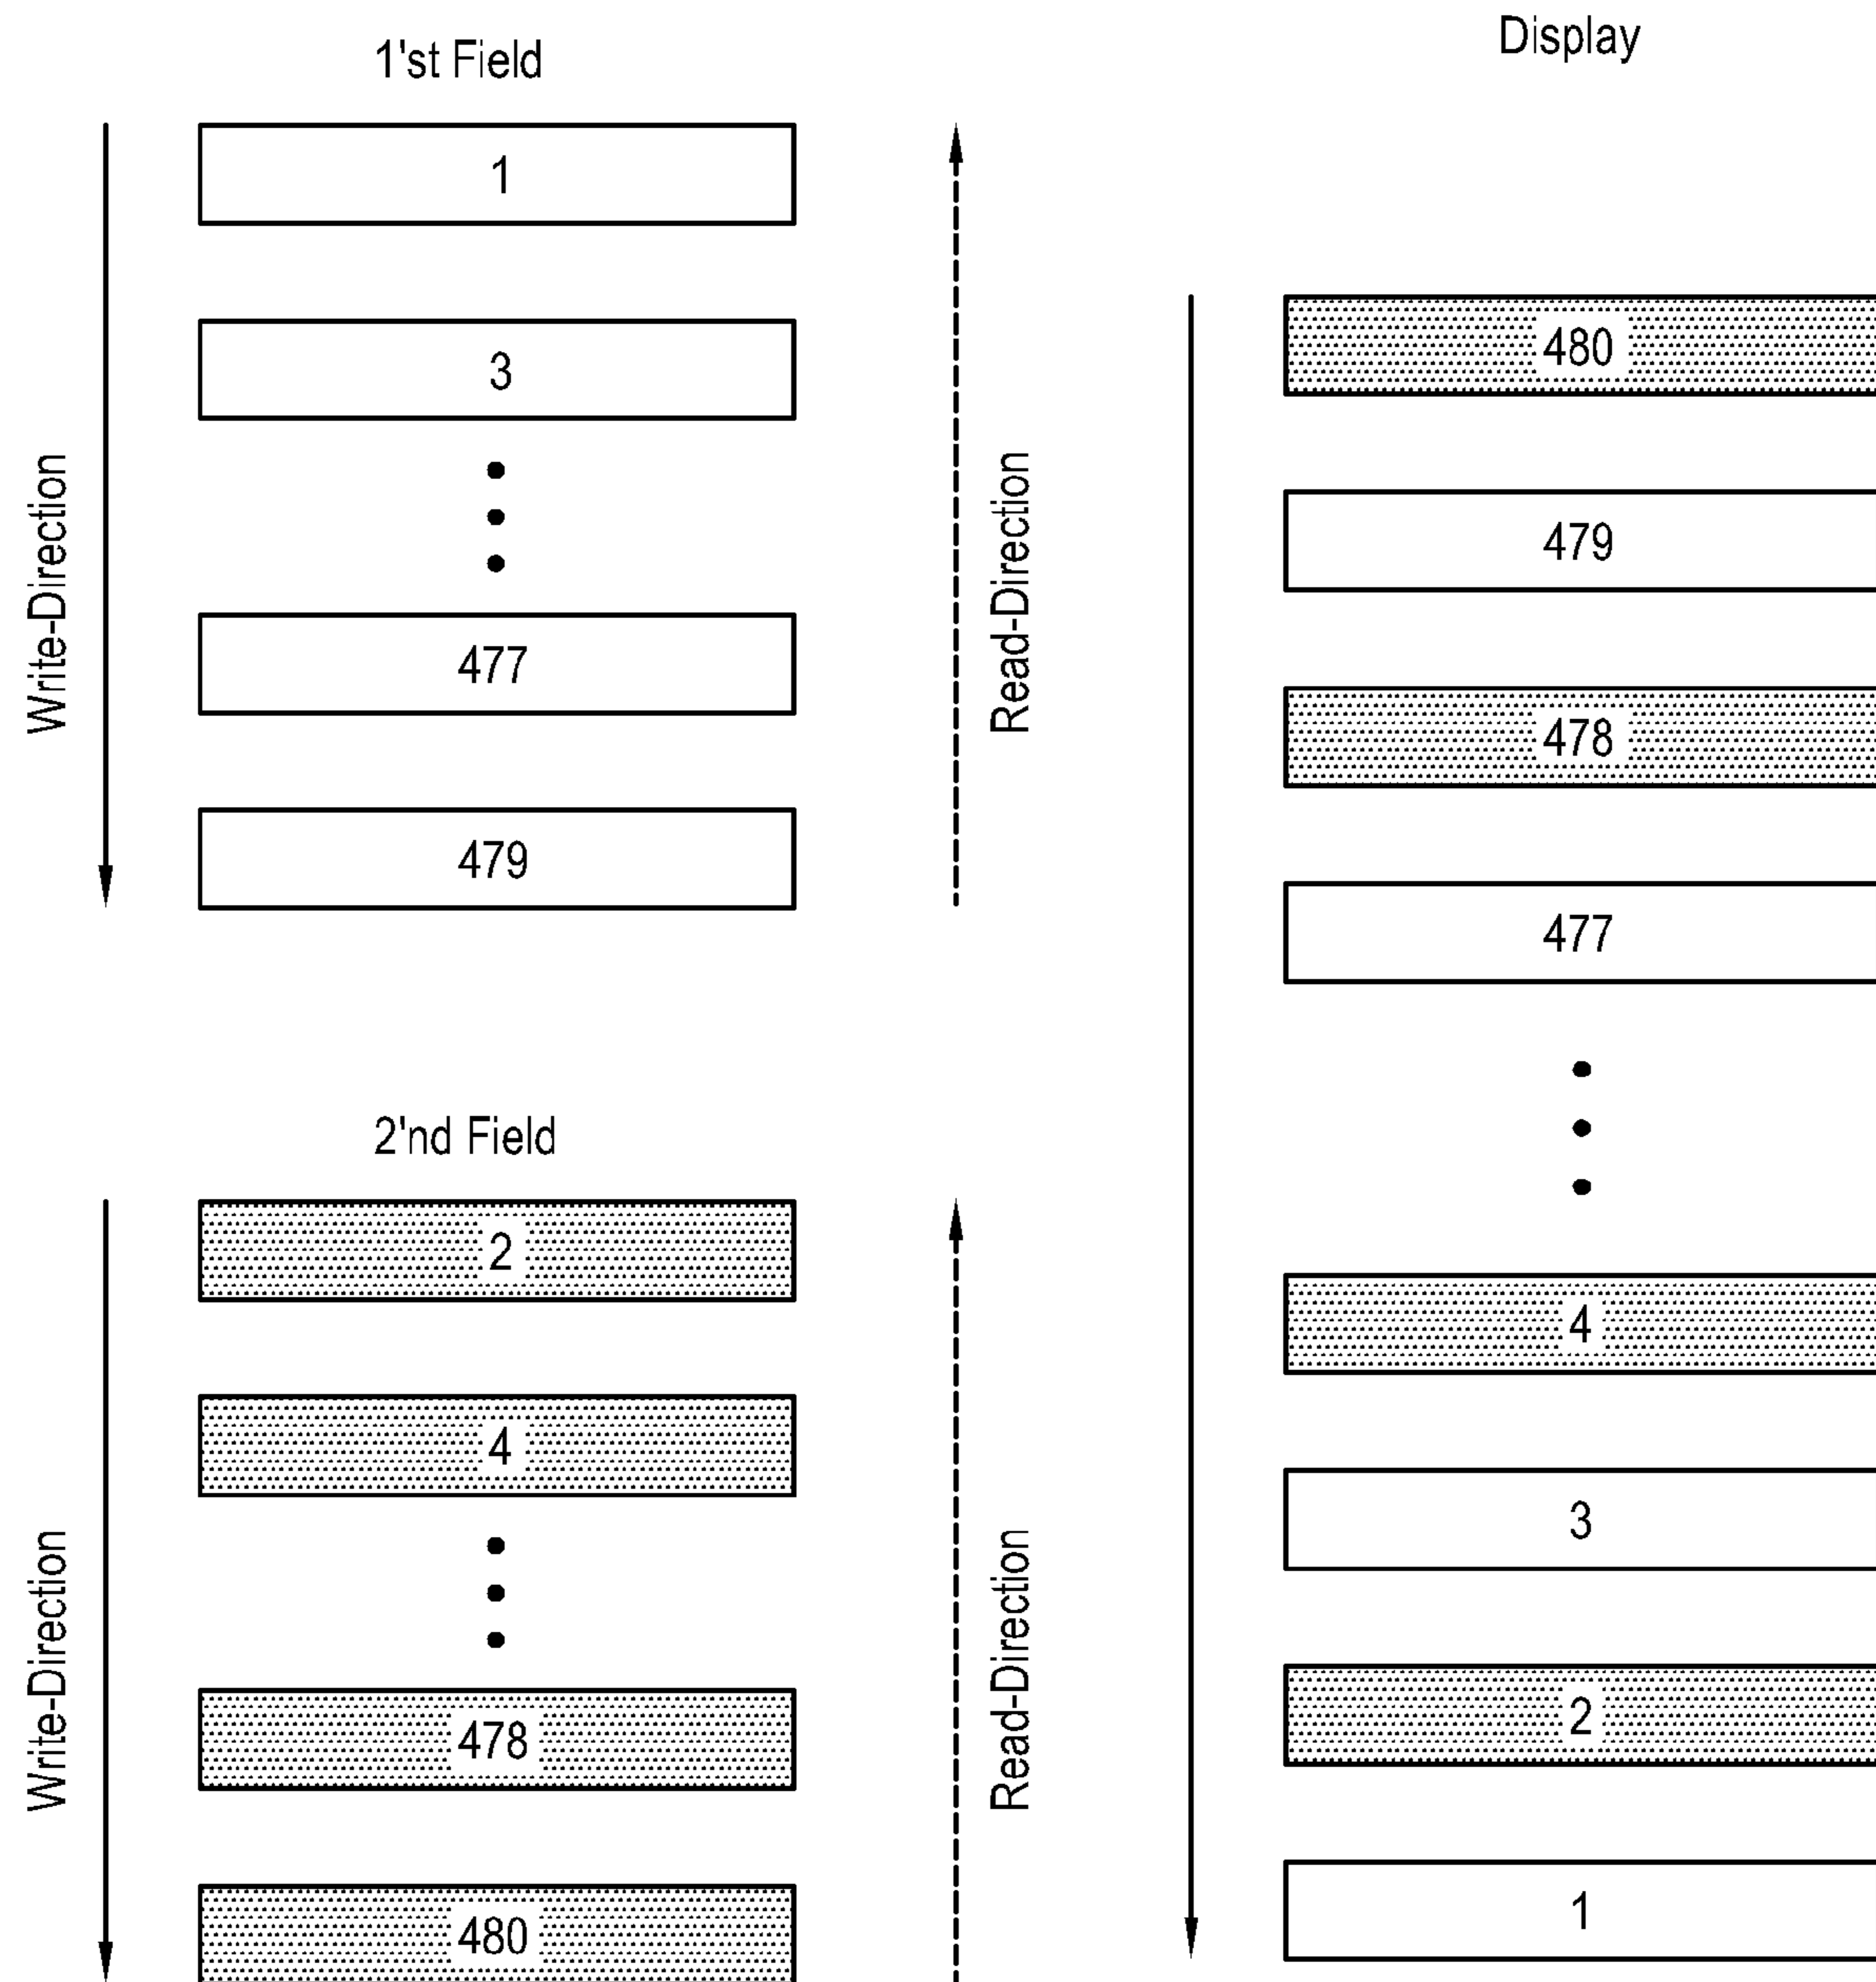 1'st Field
Write-Direction
1
3
477
479
Read-Direction
2'nd Field
Write-Direction
2
4
478
480
Read-Direction
Display
480
479
478
477
4
3
2
1